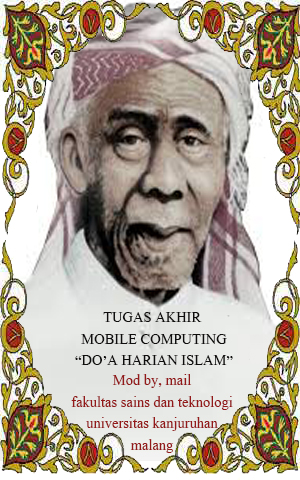 TUGAS AKHIR
MOBILE COMPUTING
“DO’A HARIAN ISLAM”
Mod by, mail
fakultas sains dan teknologi
universitas kanjuruhan
malang